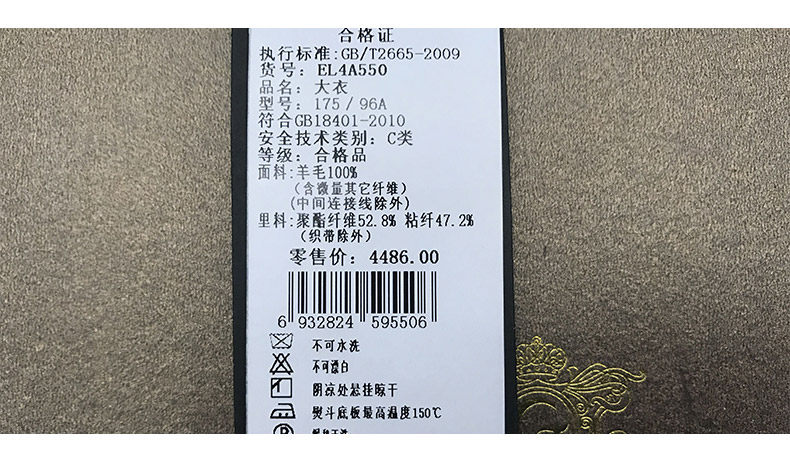 合格证
执行标准:GB/T2665-2009
货号: EL4A550
品名: 大衣
型号: 175/96A
符合GB18401-2010
安全技术类别: C类
等级: 合格品
面料:羊毛100%
(含微量其它纤维)
(中间连接线除外)
里料:聚酯纤维52.8% 粘纤47.2%
(织带除外)
零售价: 4486.00
6 932824 595506
不可水洗
不可漂白
阴凉处悬挂晾干
熨斗底板最高温度150℃